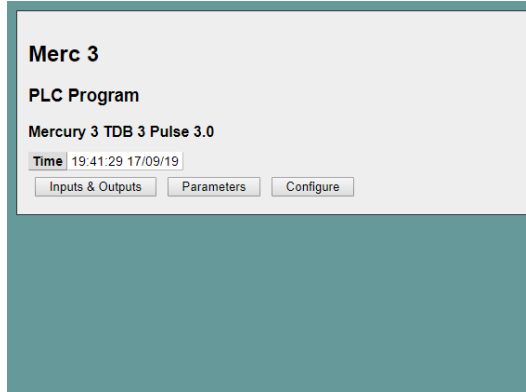 Merc 3
PLC Program
Mercury 3 TDB 3 Pulse 3.0
Time 19:41:29 17/09/19
Inputs & Outputs Parameters Configure